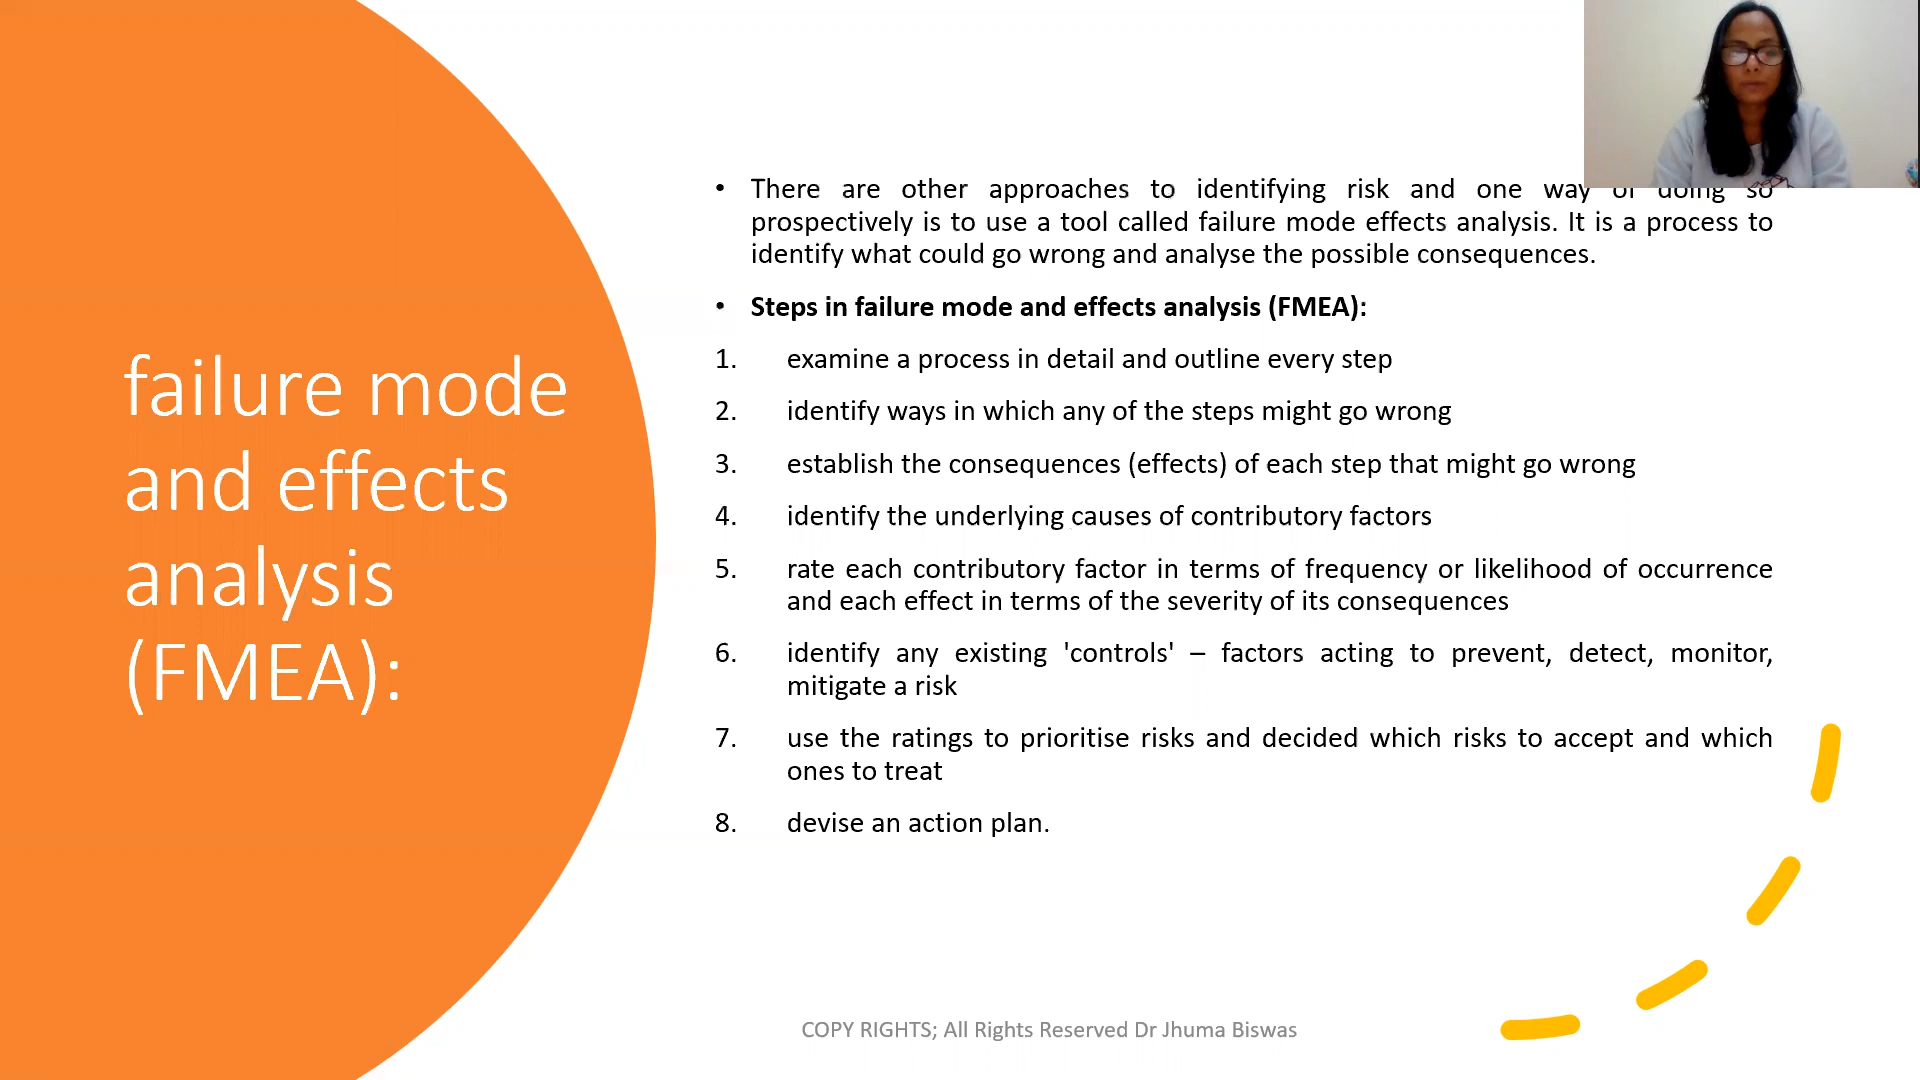 failure mode
and effects
analysis
(FMEA):
• There are other approaches to identifying risk and one way of doing so
prospectively is to use a tool called failure mode effects analysis. It is a process to
identify what could go wrong and analyse the possible consequences.
• Steps in failure mode and effects analysis (FMEA):
1. examine a process in detail and outline every step
2. identify ways in which any of the steps might go wrong
3. establish the consequences (effects) of each step that might go wrong
4. identify the underlying causes of contributory factors
5. rate each contributory factor in terms of frequency or likelihood of occurrence
and each effect in terms of the severity of its consequences
6. identify any existing 'controls' – factors acting to prevent, detect, monitor,
mitigate a risk
7. use the ratings to prioritise risks and decided which risks to accept and which
ones to treat
8. devise an action plan.
COPY RIGHTS; All Rights Reserved Dr Jhuma Biswas